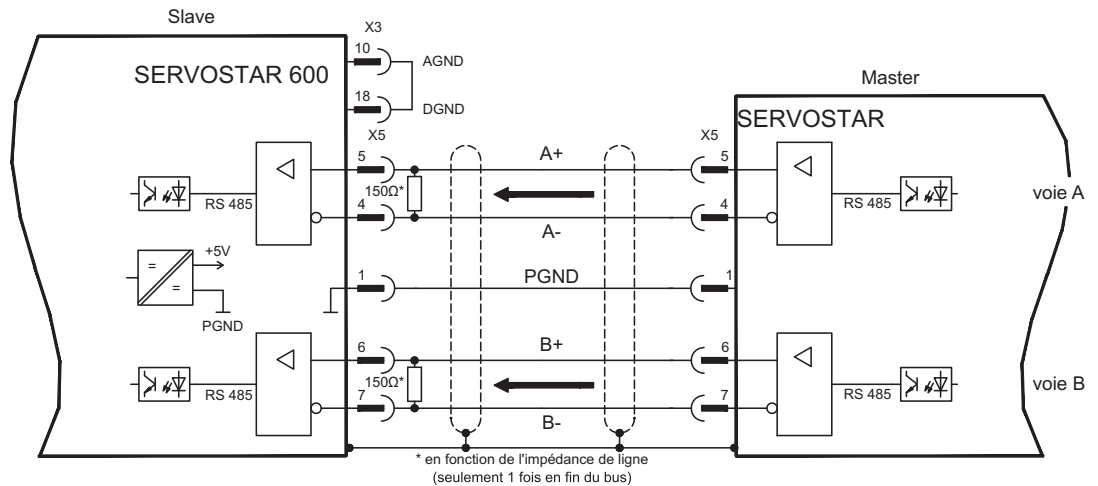 Slave
X3
10
AGND
SERVOSTAR 600
18
DGND
Master
SERVOSTAR
X5
X5
5
A+
5
150Ω*
RS 485
RS 485
voie A
4
4
A-
+5V
=
=
PGND
1
PGND
1
6
B+
6
150Ω*
RS 485
RS 485
voie B
7
7
B-
* en fonction de l'impédance de ligne
(seulement 1 fois en fin du bus)